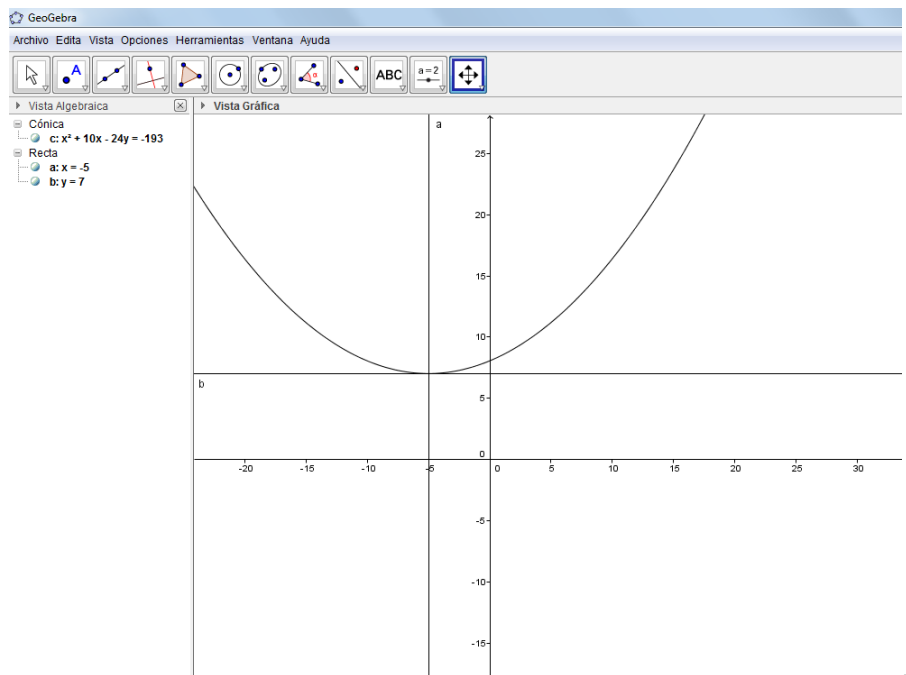 GeoGebra
Archivo Edita Vista Opciones Herramientas Ventana Ayuda
A α ABC a=2
Vista Algebraica
Vista Gráfica
Cónica
c: x² + 10x - 24y = -193
Recta
a: x = -5
b: y = 7
a
25
20
15
10
b
5
0
-20 -15 -10 -5 0 5 10 15 20 25 30
-5
-10
-15